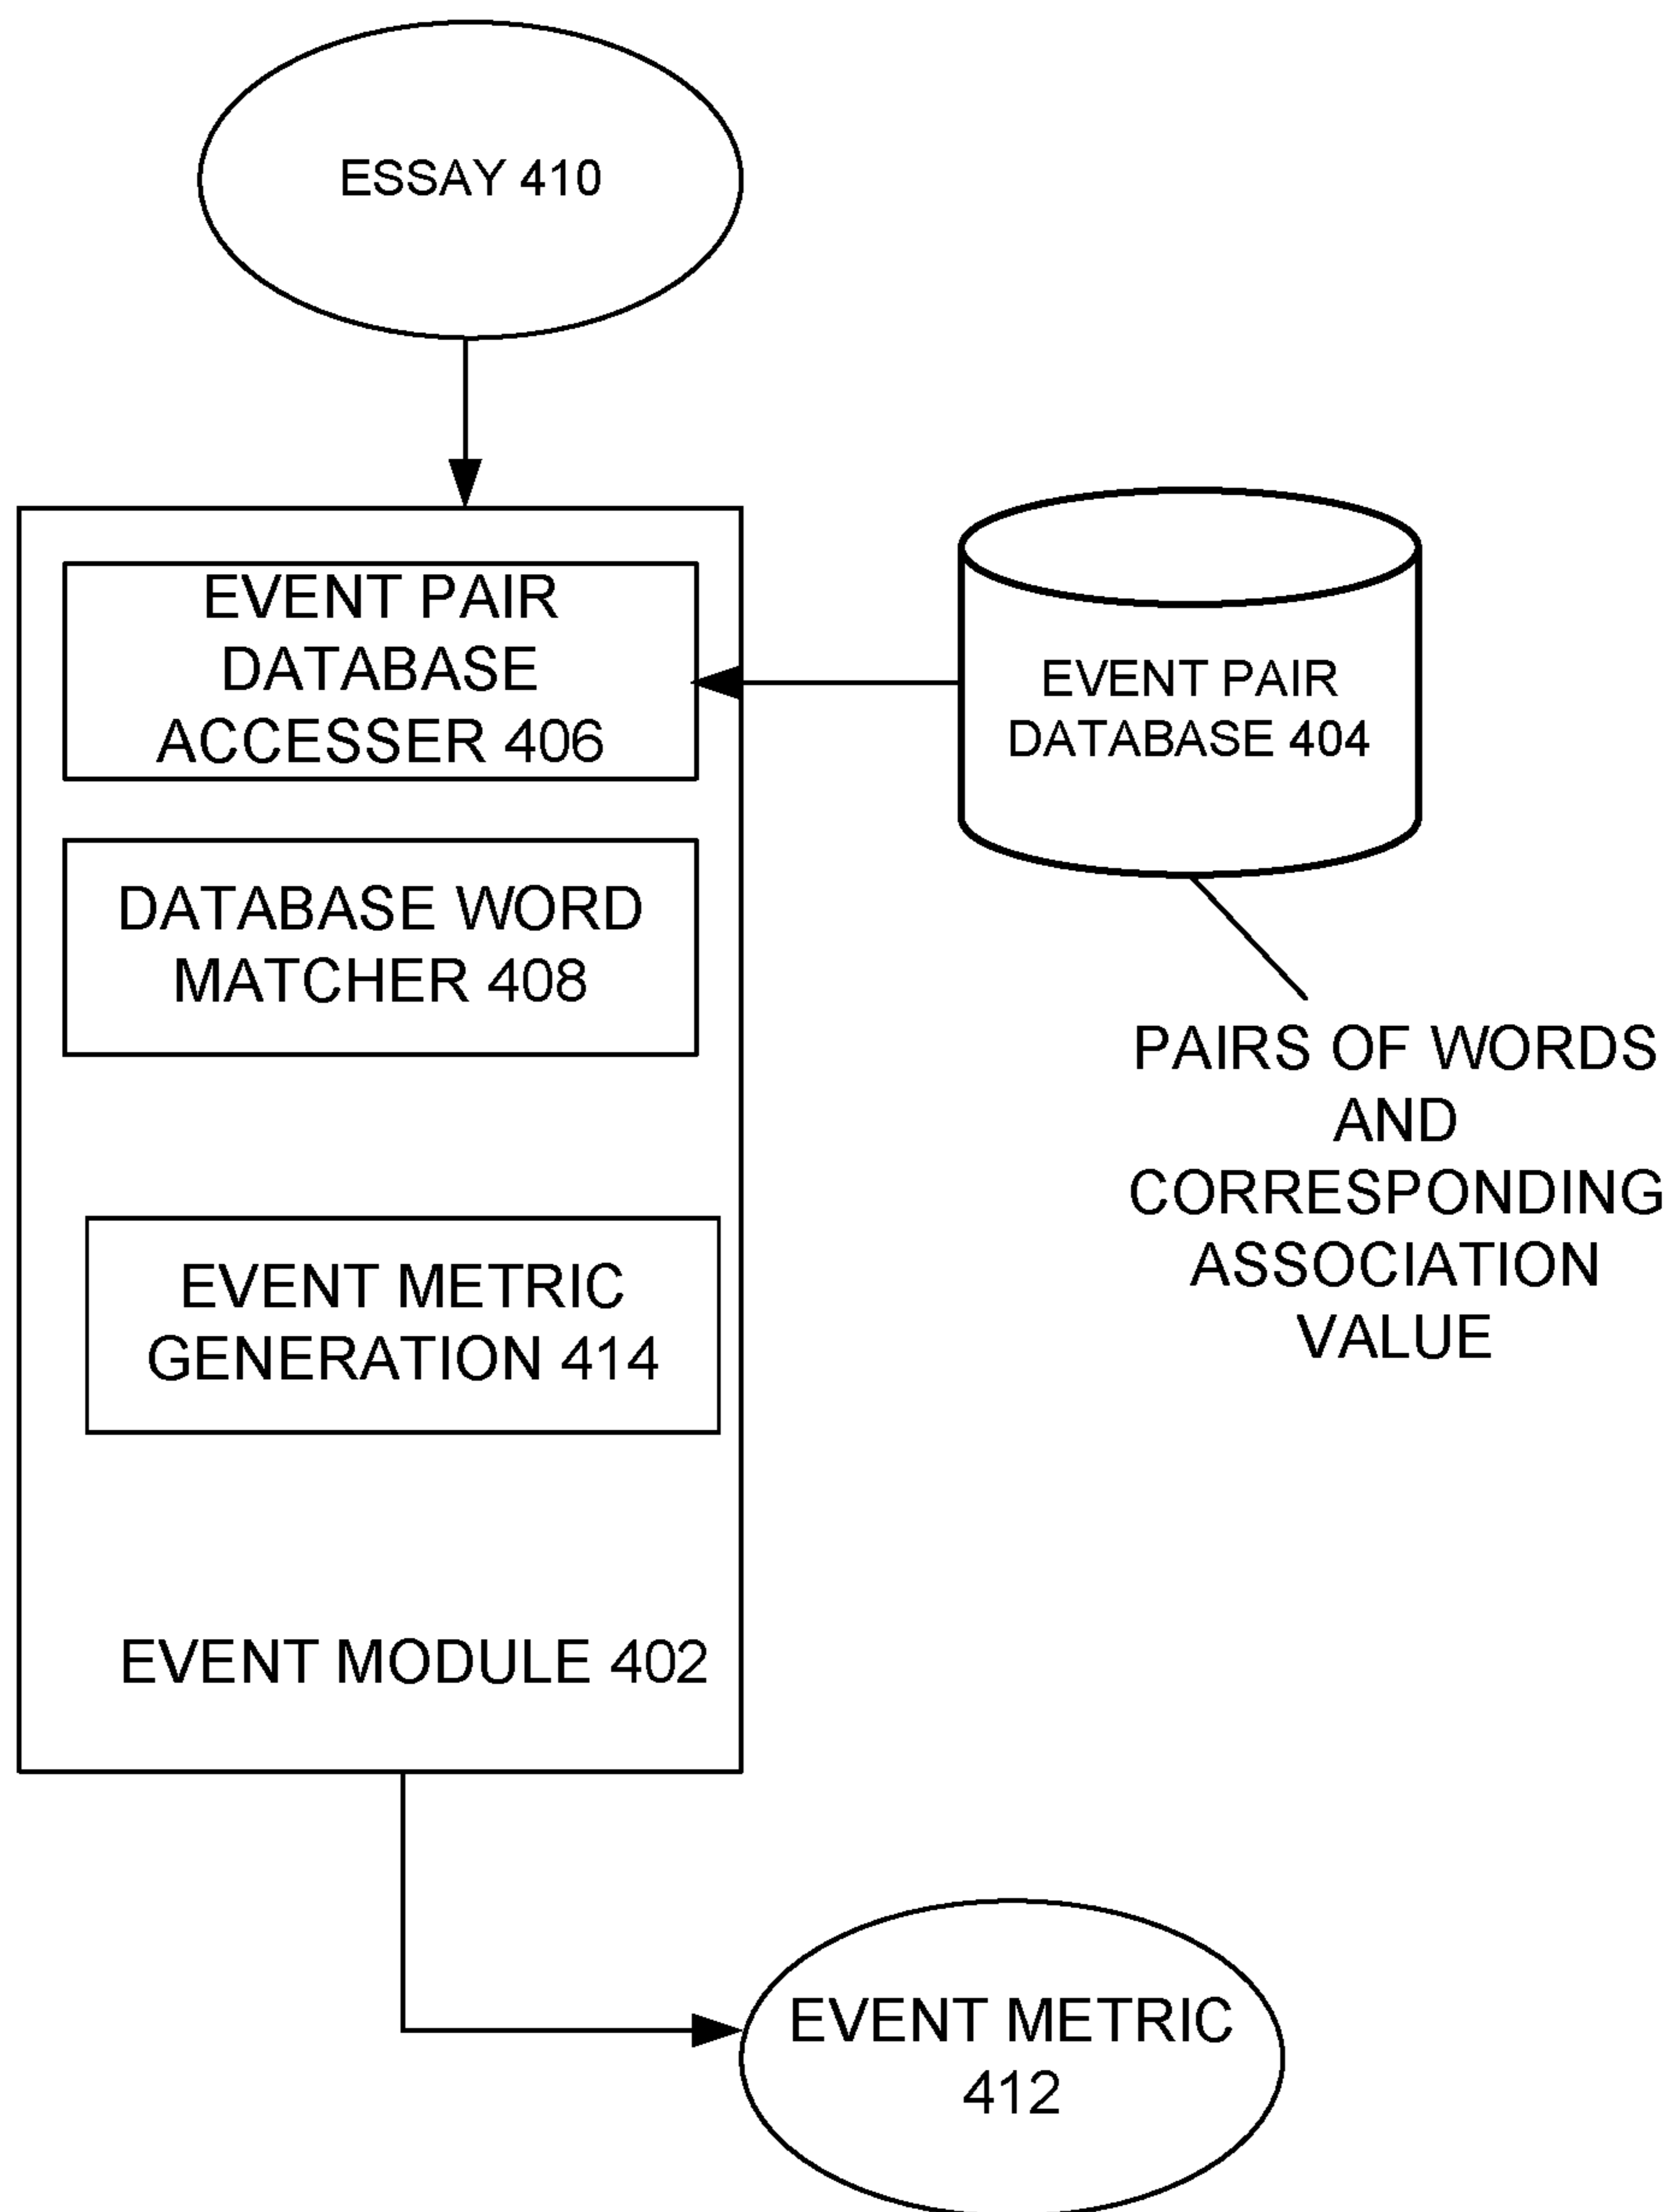 ESSAY 410
EVENT PAIR
DATABASE
ACCESSER 406
EVENT PAIR
DATABASE 404
DATABASE WORD
MATCHER 408
PAIRS OF WORDS
AND
CORRESPONDING
ASSOCIATION
VALUE
EVENT METRIC
GENERATION 414
EVENT MODULE 402
EVENT METRIC
412